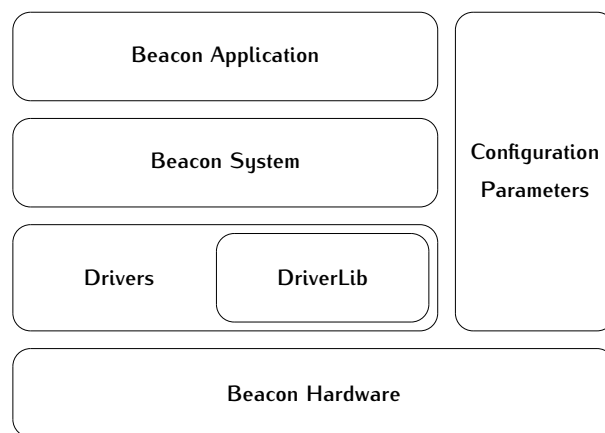 Beacon Application
Beacon System
Configuration
Parameters
Drivers
DriverLib
Beacon Hardware